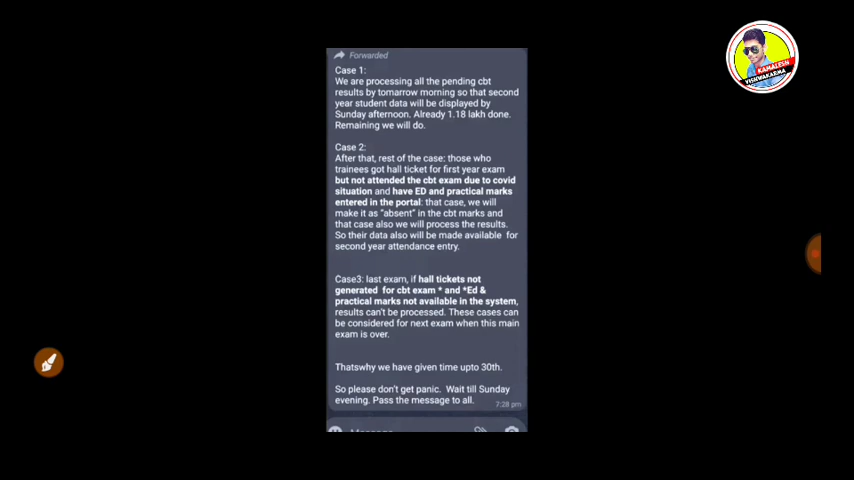 Forwarded
Case 1:
We are processing all the pending cbt
results by tomarrow morning so that second
year student data will be displayed by
Sunday afternoon. Already 1.18 lakh done.
Remaining we will do.
Case 2:
After that, rest of the case: those who
trainees got hall ticket for first year exam
but not attended the cbt exam due to covid
situation and have ED and practical marks
entered in the portal: that case, we will
make it as "absent" in the cbt marks and
that case also we will process the results.
So their data also will be made available for
second year attendance entry.
Case3: last exam, if hall tickets not
generated for cbt exam * and *Ed &
practical marks not available in the system,
results can't be processed. These cases can
be considered for next exam when this main
exam is over.
Thatswhy we have given time upto 30th.
So please don't get panic. Wait till Sunday
evening. Pass the message to all.
7:28 pm
KAMALESH
VISHWAKARMA